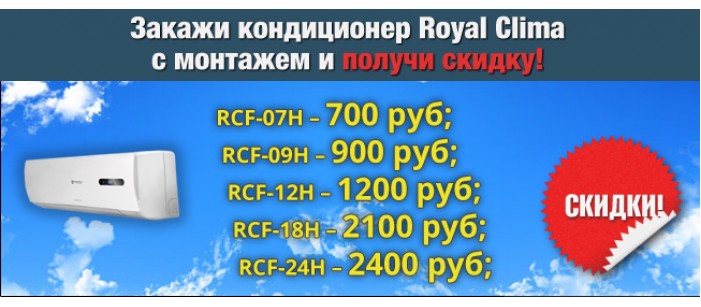 Закажи кондиционер Royal Clima
с монтажем и получи скидку!
RCF-07H – 700 руб;
RCF-09H – 900 руб;
RCF-12H – 1200 руб;
RCF-18H – 2100 руб;
RCF-24H – 2400 руб;
СКИДКИ!